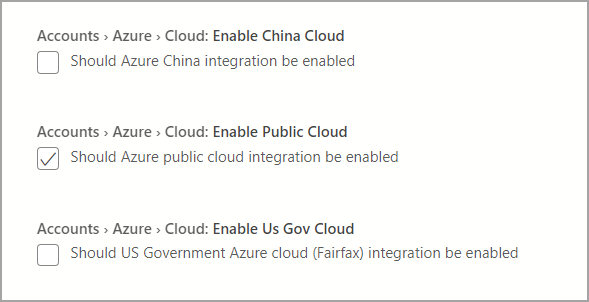 Accounts › Azure › Cloud: Enable China Cloud
Should Azure China integration be enabled
Accounts › Azure › Cloud: Enable Public Cloud
Should Azure public cloud integration be enabled
Accounts › Azure › Cloud: Enable Us Gov Cloud
Should US Government Azure cloud (Fairfax) integration be enabled